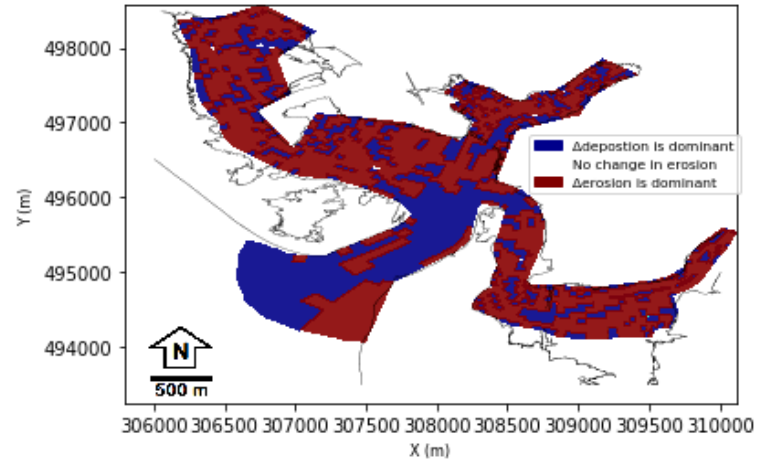 498000
497000
496000
495000
494000
Y (m)
Δdepostion is dominant
No change in erosion
Δerosion is dominant
N
500 m
306000 306500 307000 307500 308000 308500 309000 309500 310000
X (m)